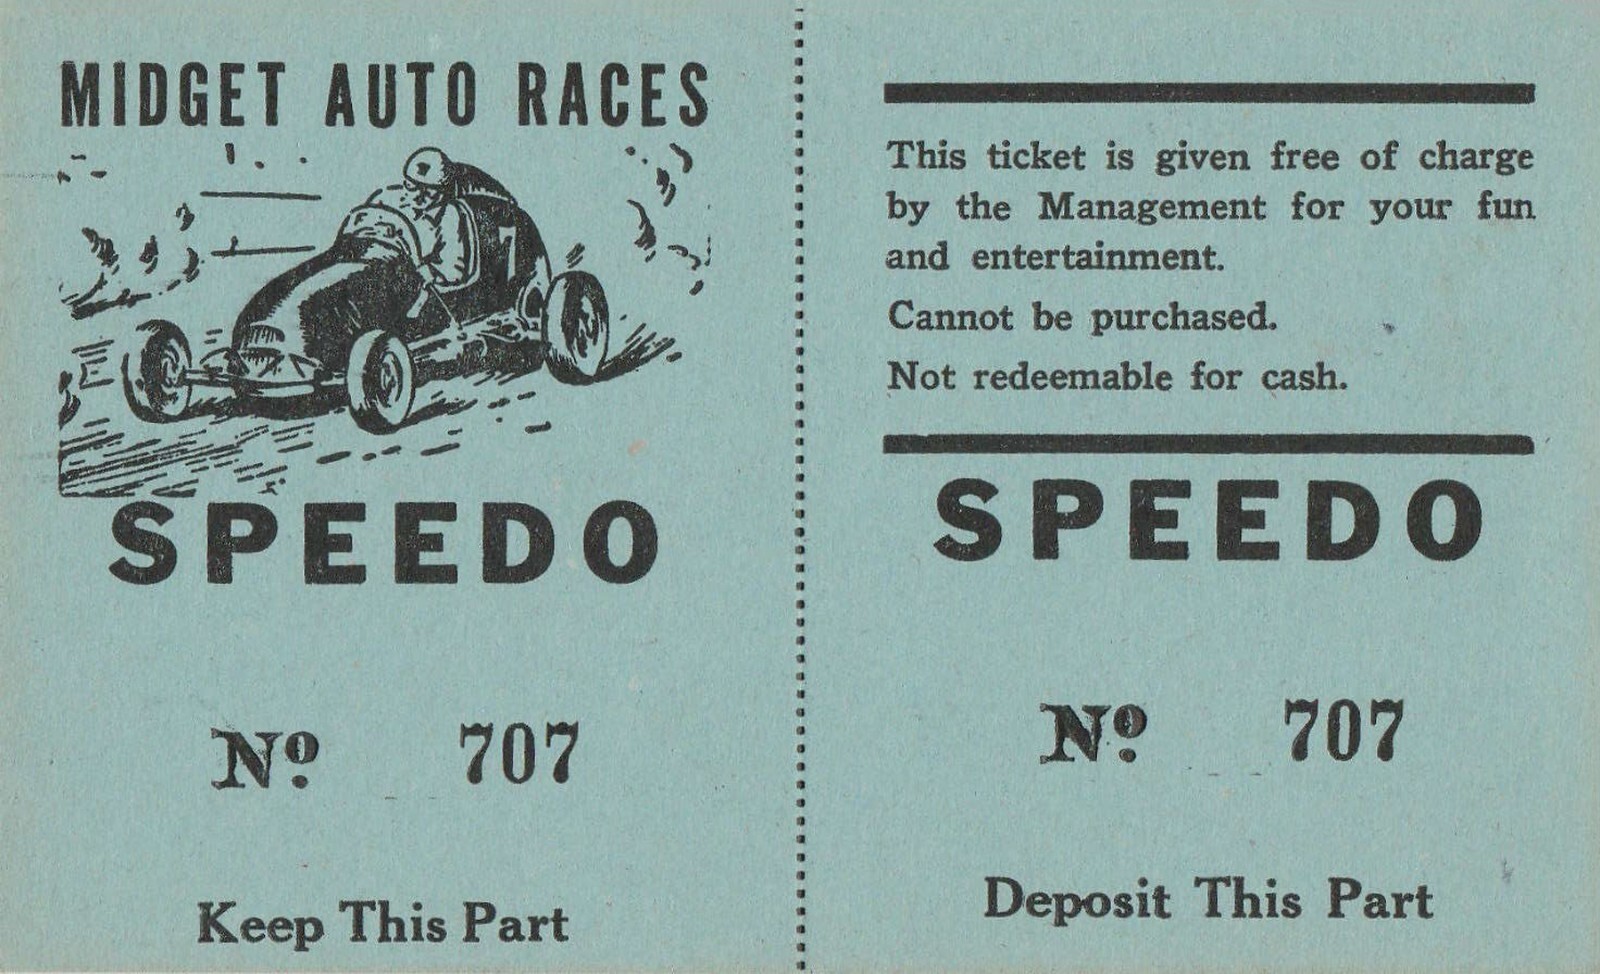 MIDGET AUTO RACES
SPEEDO
Nº 707
Keep This Part
This ticket is given free of charge
by the Management for your fun
and entertainment.
Cannot be purchased.
Not redeemable for cash.
SPEEDO
Nº 707
Deposit This Part